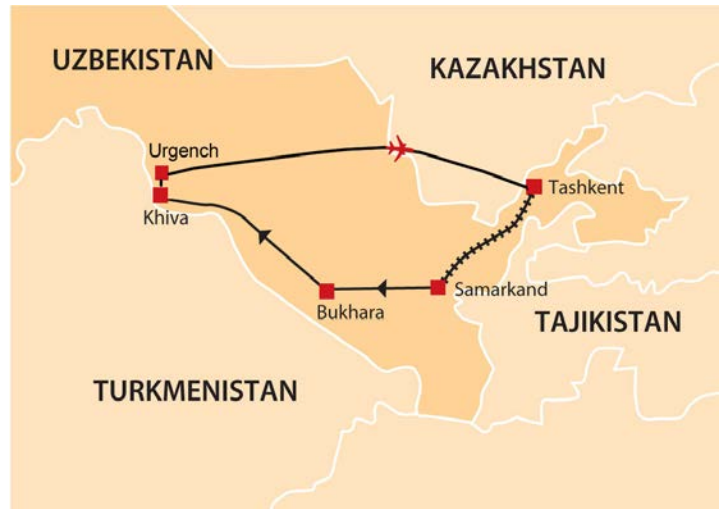 UZBEKISTAN
KAZAKHSTAN
Urgench
Tashkent
Khiva
Samarkand
Bukhara
TAJIKISTAN
TURKMENISTAN